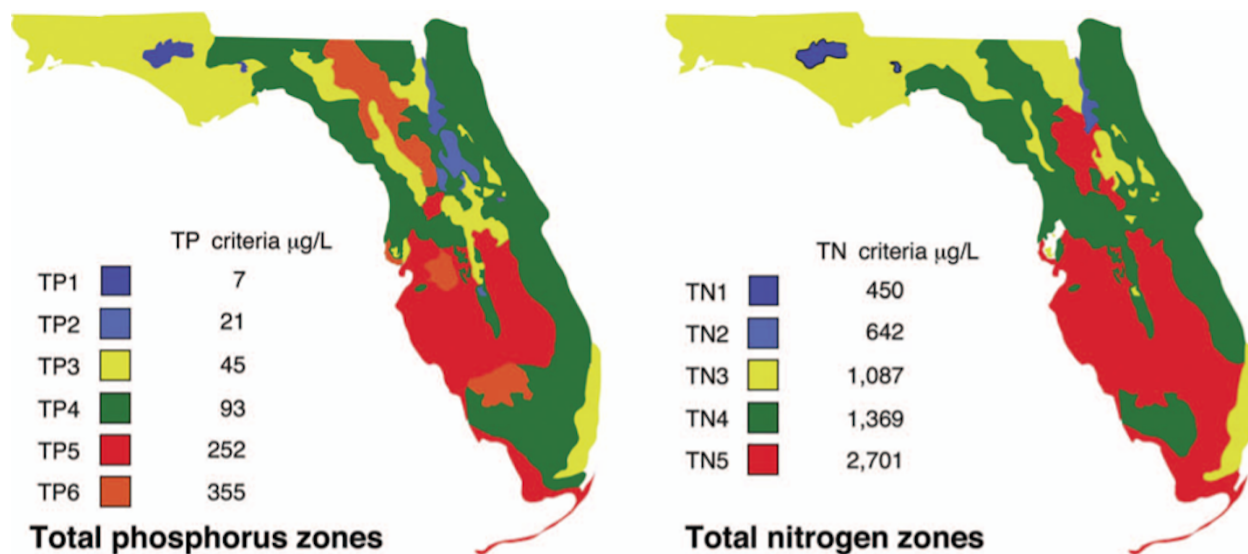 TP criteria μg/L
TP1 7
TP2 21
TP3 45
TP4 93
TP5 252
TP6 355
Total phosphorus zones
TN criteria μg/L
TN1 450
TN2 642
TN3 1,087
TN4 1,369
TN5 2,701
Total nitrogen zones